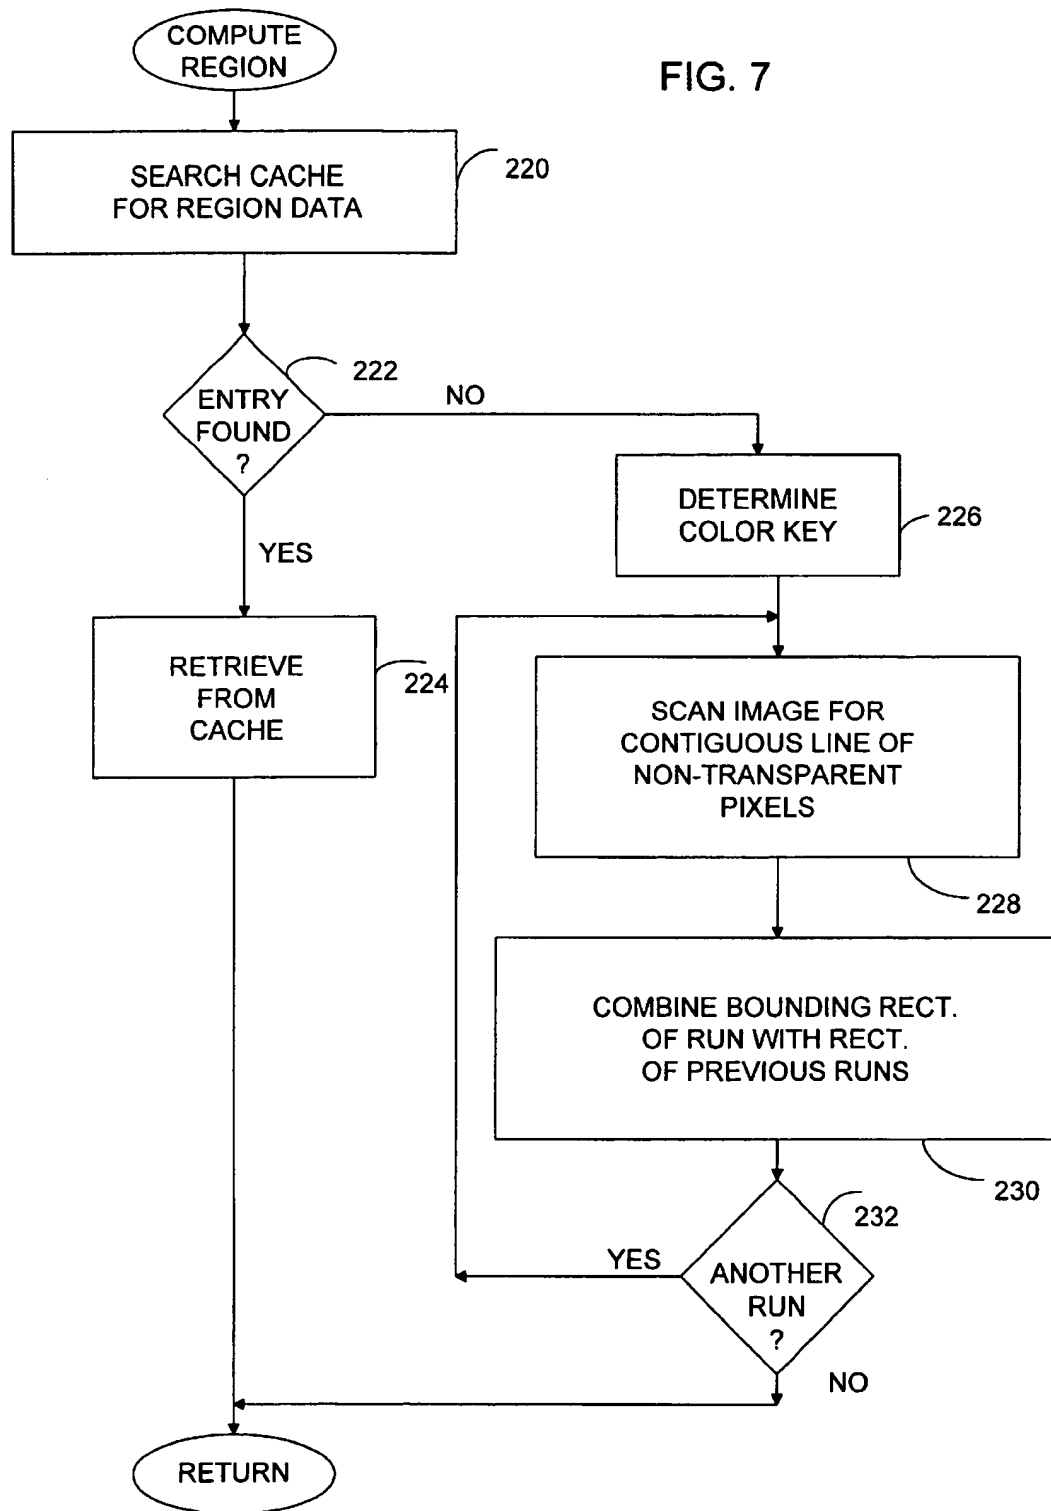 COMPUTE
REGION
FIG. 7
SEARCH CACHE
FOR REGION DATA
220
222
ENTRY
FOUND
?
NO
YES
DETERMINE
COLOR KEY
226
RETRIEVE
FROM
CACHE
224
SCAN IMAGE FOR
CONTIGUOUS LINE OF
NON-TRANSPARENT
PIXELS
228
COMBINE BOUNDING RECT.
OF RUN WITH RECT.
OF PREVIOUS RUNS
230
232
YES
ANOTHER
RUN
?
NO
RETURN